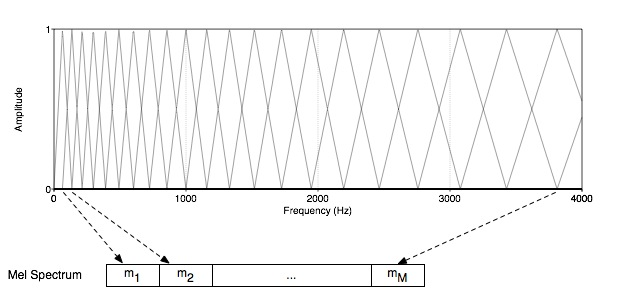 1
Amplitude
0
0 1000 2000 3000 4000
Frequency (Hz)
Mel Spectrum m1 m2 ... mM